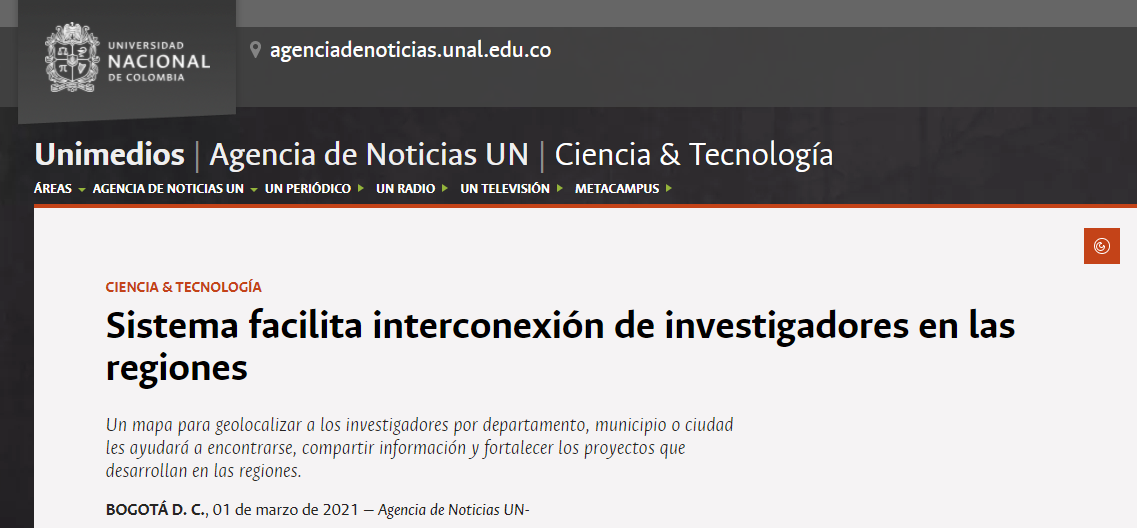 UNIVERSIDAD
NACIONAL
DE COLOMBIA
agenciadenoticias.unal.edu.co
Unimedios | Agencia de Noticias UN | Ciencia & Tecnología
ÁREAS AGENCIA DE NOTICIAS UN UN PERIÓDICO UN RADIO UN TELEVISIÓN METACAMPUS
CIENCIA & TECNOLOGÍA
Sistema facilita interconexión de investigadores en las
regiones
Un mapa para geolocalizar a los investigadores por departamento, municipio o ciudad
les ayudará a encontrarse, compartir información y fortalecer los proyectos que
desarrollan en las regiones.
BOGOTÁ D. C., 01 de marzo de 2021 — Agencia de Noticias UN-